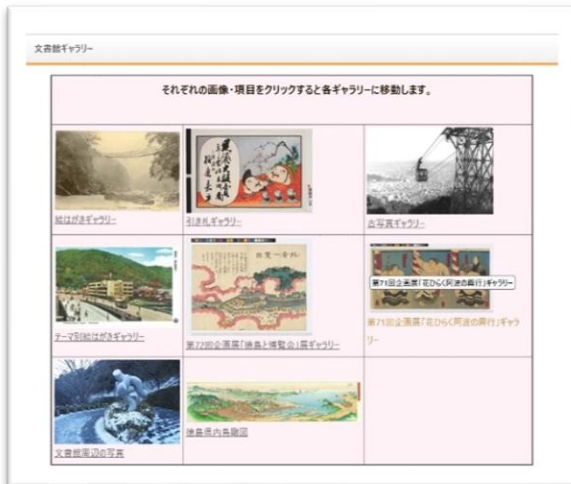 文書館ギャラリー
それぞれの画像・項目をクリックすると各ギャラリーに移動します。
絵はがきギャラリー
引き札ギャラリー
古写真ギャラリー
テーマ別絵はがきギャラリー
第72回企画展「徳島と博覧会」展ギャラリー
第71回企画展「花ひらく阿波の興行」ギャラリー
第71回企画展「花ひらく阿波の興行」ギャラ
リー
文書館周辺の写真
徳島県内鳥瞰図